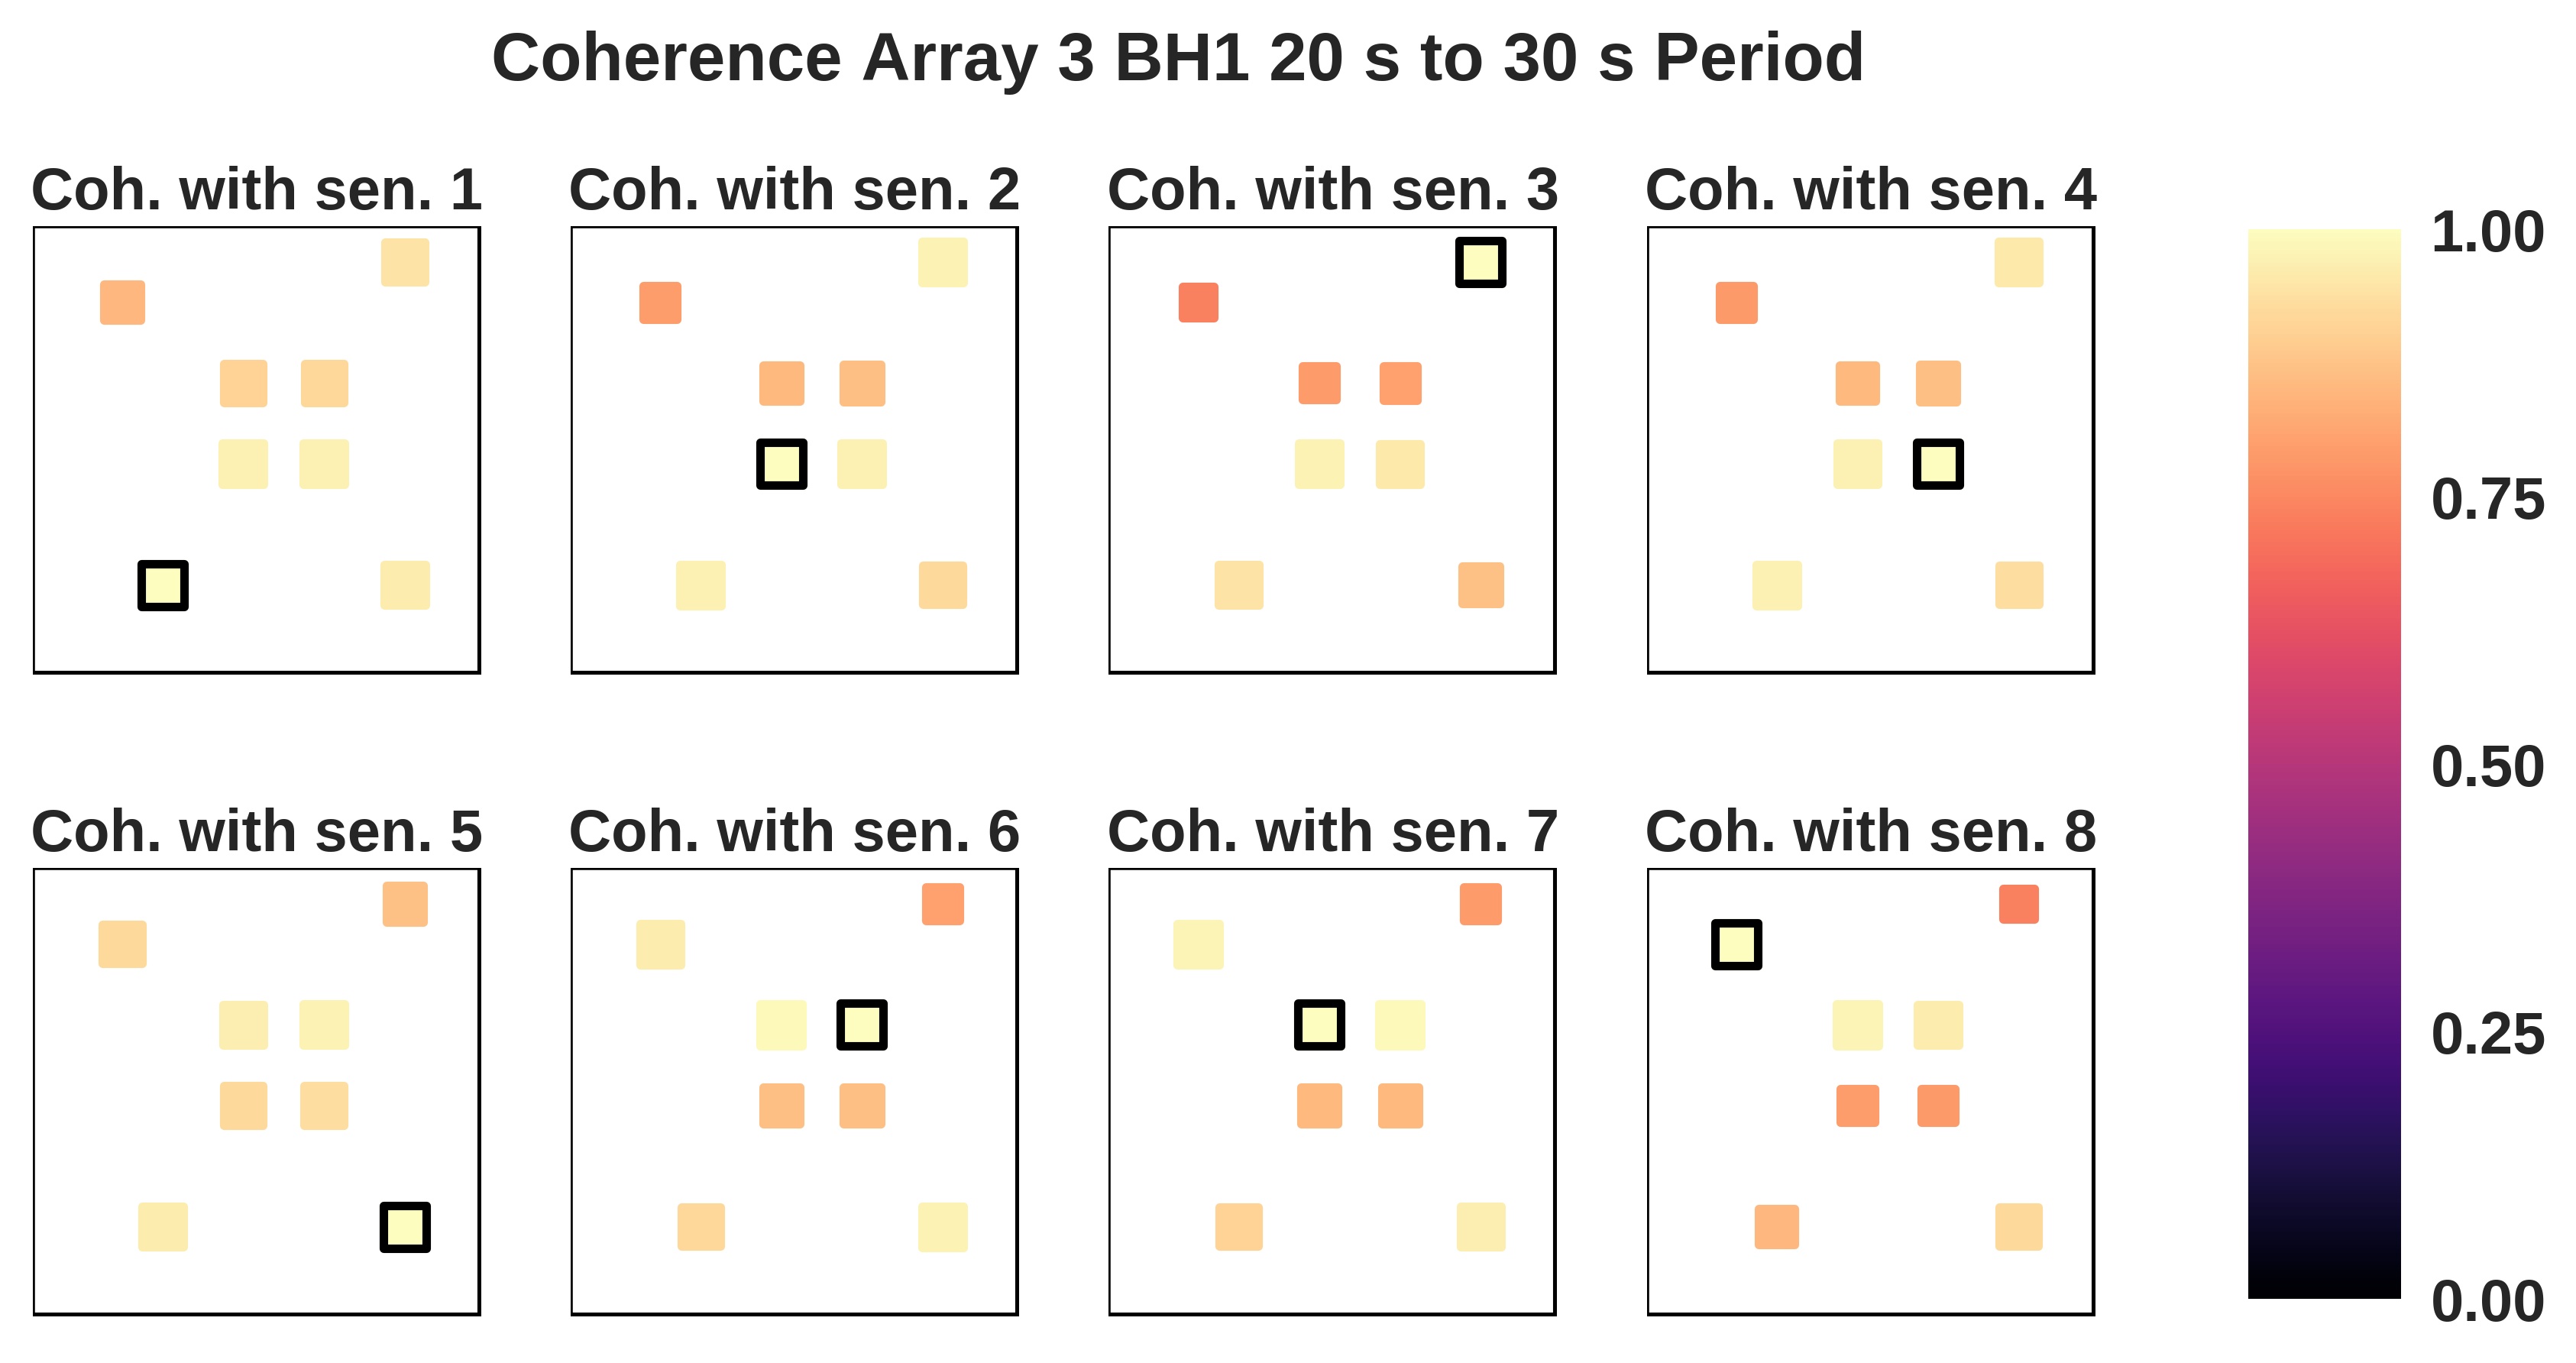 Coherence Array 3 BH1 20 s to 30 s Period
Coh. with sen. 1
Coh. with sen. 2
Coh. with sen. 3
Coh. with sen. 4
1.00
0.75
0.50
0.25
0.00
Coh. with sen. 5
Coh. with sen. 6
Coh. with sen. 7
Coh. with sen. 8